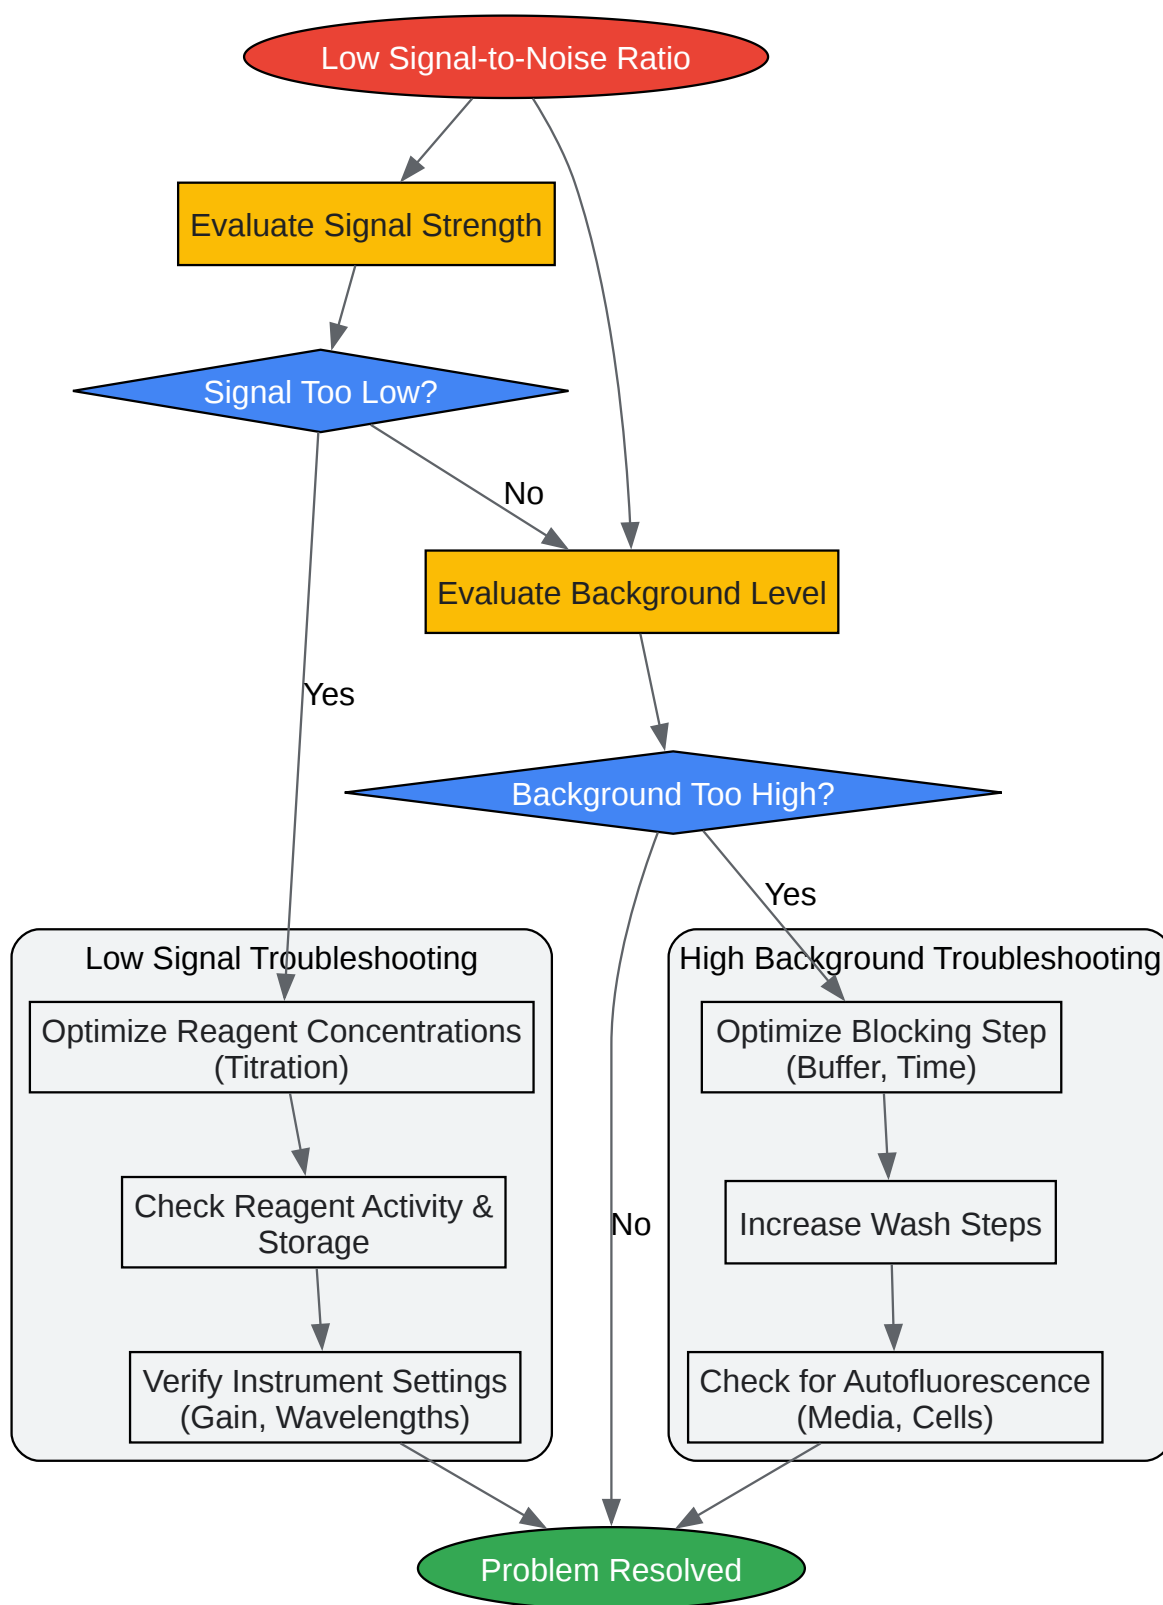 Low Signal-to-Noise Ratio
Evaluate Signal Strength
Signal Too Low?
No
Evaluate Background Level
Yes
Background Too High?
Yes
Low Signal Troubleshooting
Optimize Reagent Concentrations
(Titration)
Check Reagent Activity &
Storage
Verify Instrument Settings
(Gain, Wavelengths)
No
High Background Troubleshooting
Optimize Blocking Step
(Buffer, Time)
Increase Wash Steps
Check for Autofluorescence
(Media, Cells)
Problem Resolved